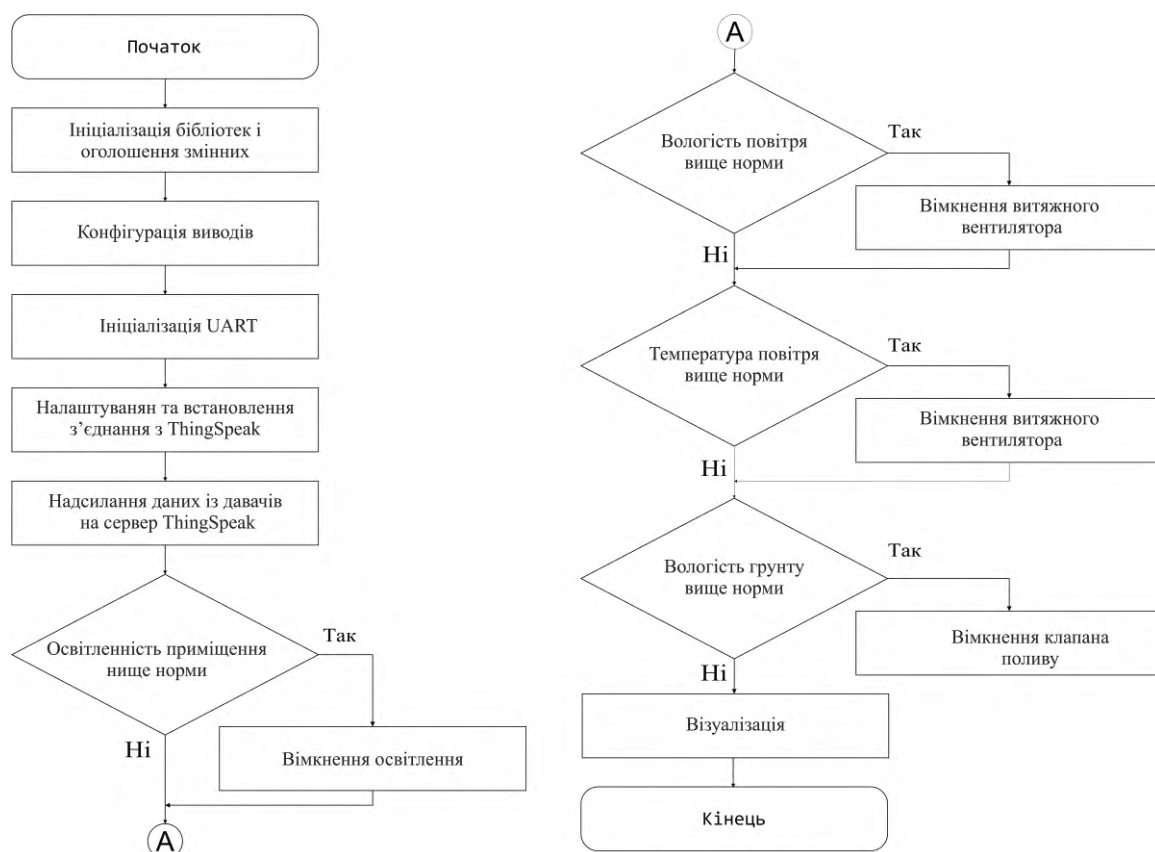 Початок
Ініціалізація бібліотек і
оголошення змінних
Конфігурація виводів
Ініціалізація UART
Налаштуванян та встановлення
з’єднання з ThingSpeak
Надсилання даних із давачів
на сервер ThingSpeak
Освітленність приміщення
нище норми
Так
Ні
Вімкнення освітлення
A
A
Вологість повітря
вище норми
Так
Вімкнення витяжного
вентилятора
Ні
Температура повітря
вище норми
Так
Вімкнення витяжного
вентилятора
Ні
Вологість грунту
вище норми
Так
Вімкнення клапана
поливу
Ні
Візуалізація
Кінець